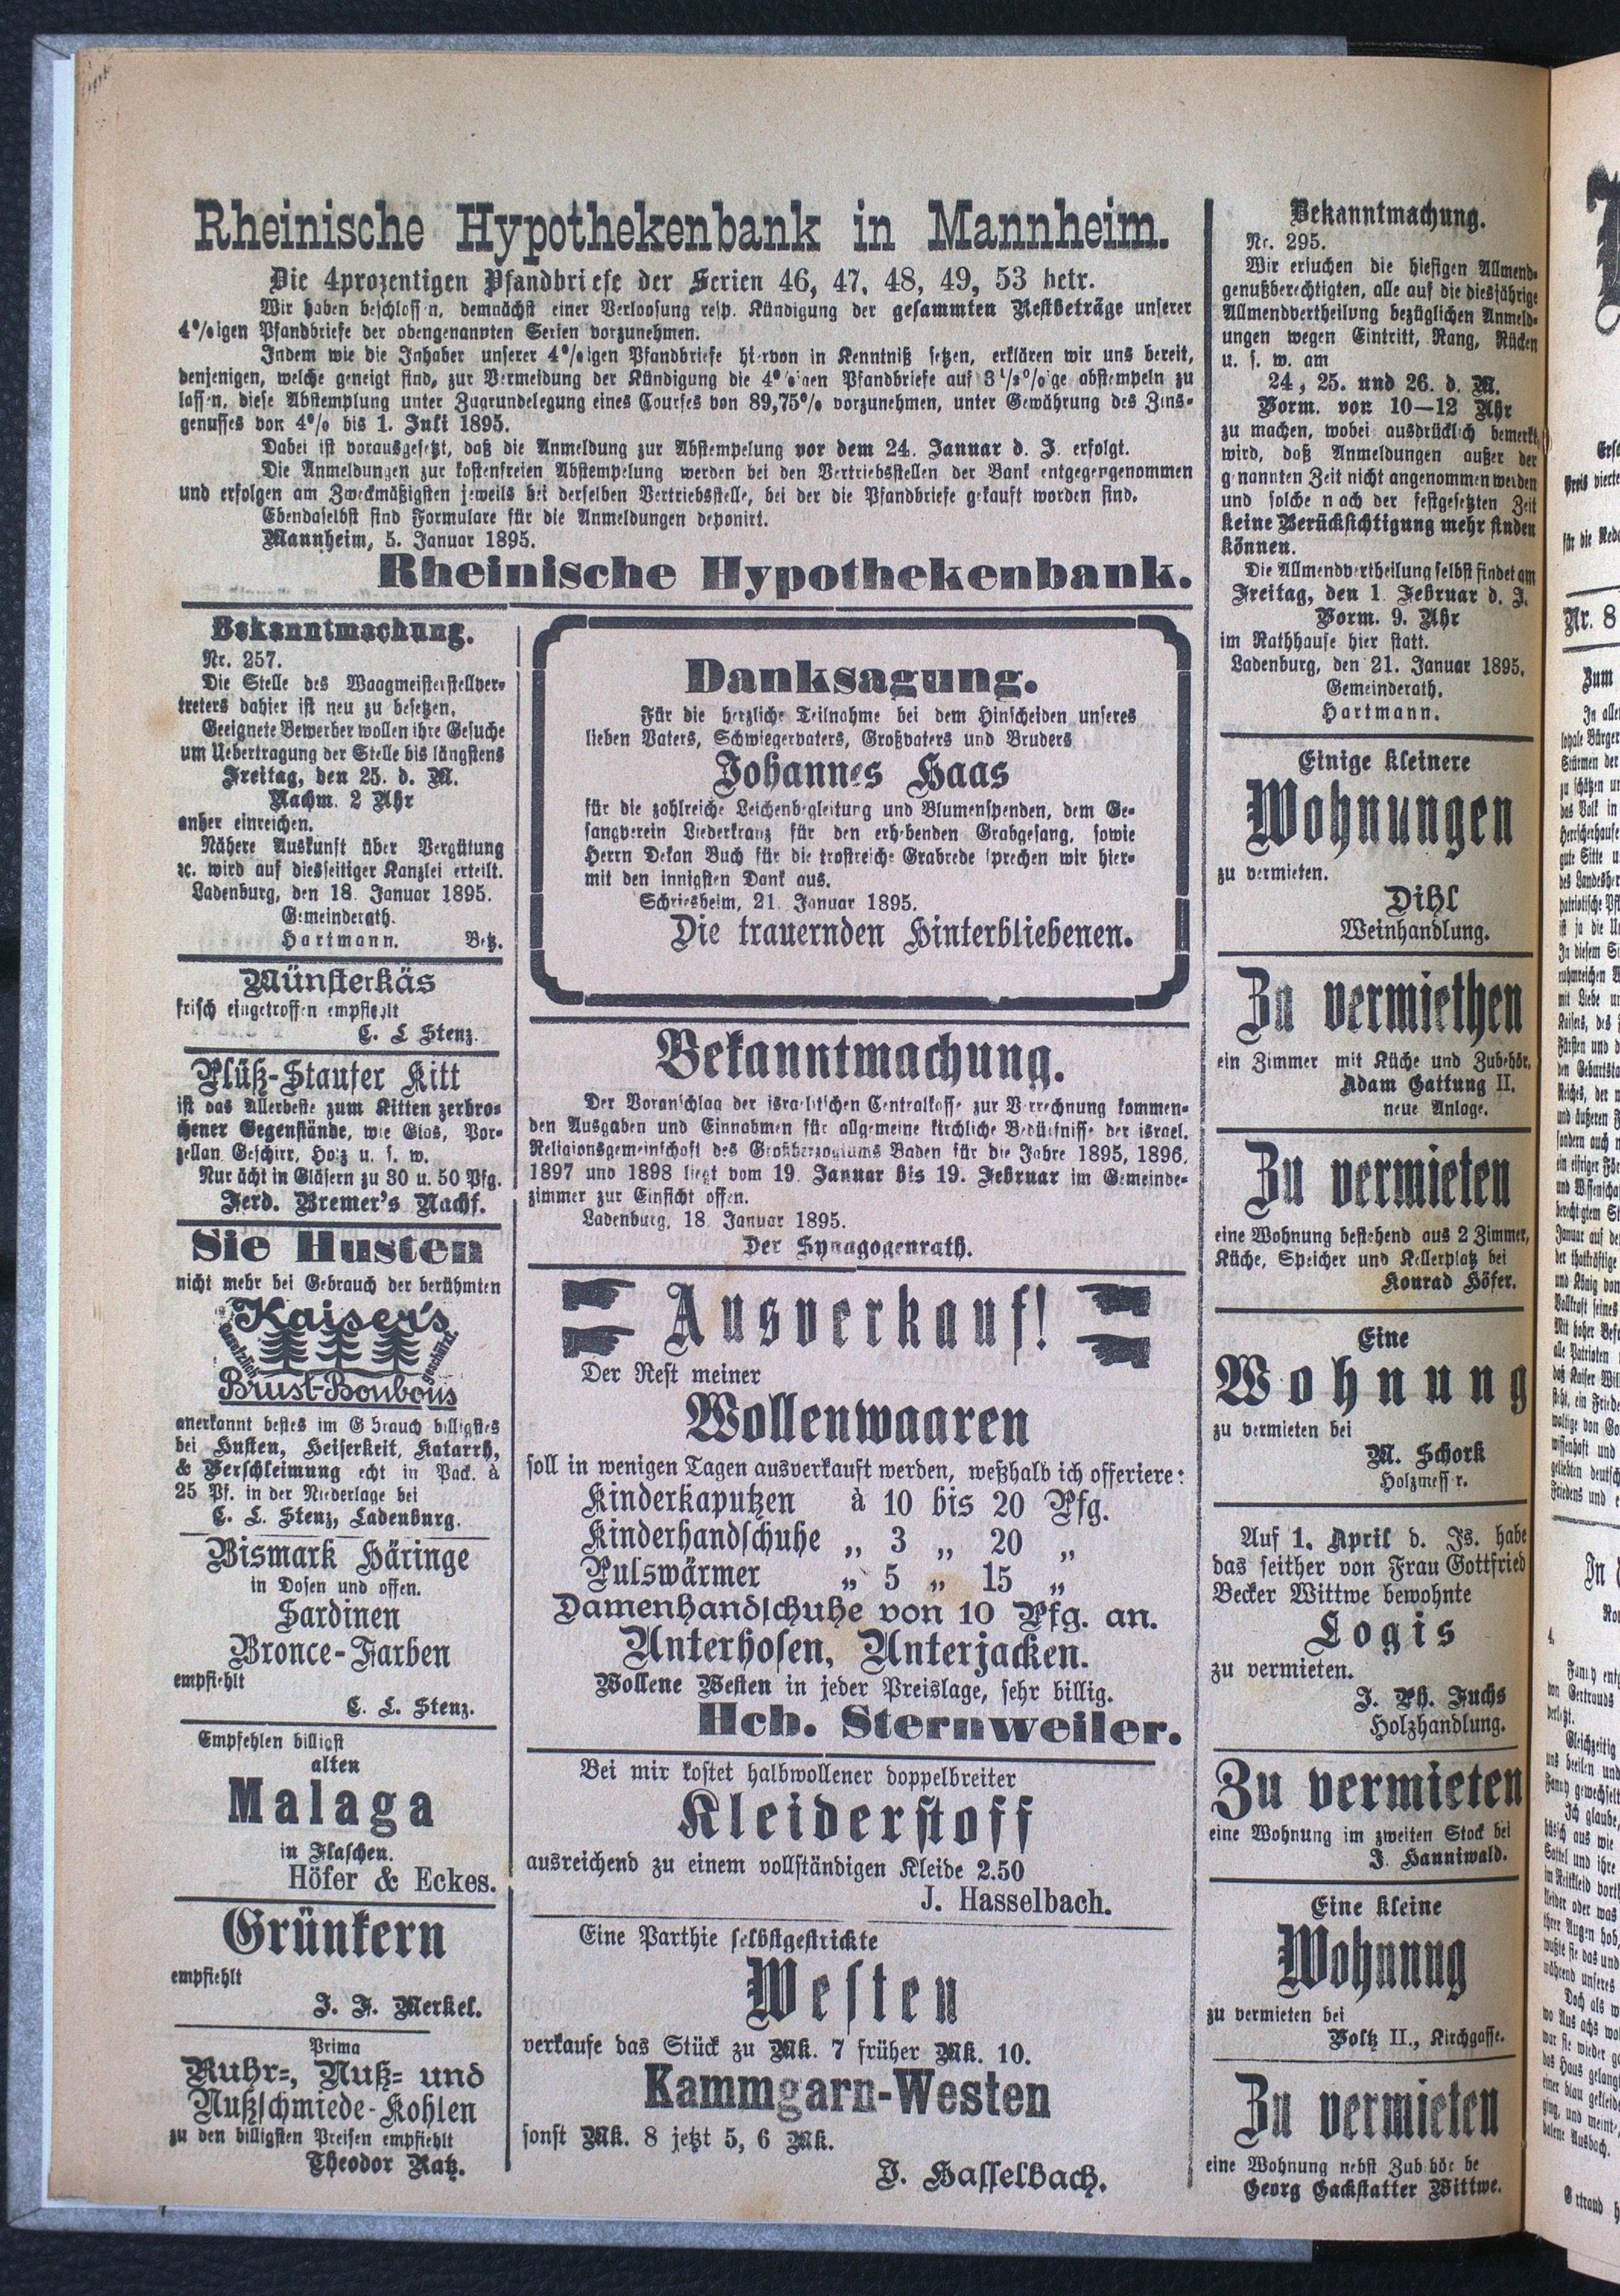 Rheinische Hypothekenbank in Mannheim.
Die 4prozentigen Pfandbriefe der Serien 46, 47, 48, 49, 53 betr.
Wir haben beschloss n, demnächst einer Verloosung resp. Kündigung der gesammten Restbeträge unserer
4%igen Pfandbriefe der obengenannten Serien vorzunehmen.
Indem wie die Inhaber unserer 4%igen Pfandbriefe hiervon in Kenntniß setzen, erklären wir uns bereit,
denjenigen, welche geneigt sind, zur Vermeidung der Kündigung die 4%igen Pfandbriefe auf 3½%ige abstempeln zu
lassen, diese Abstemplung unter Zugrundelegung eines Courses von 89,75% vorzunehmen, unter Gewährung des Zins-
genusses von 4% bis 1. Juli 1895.
Dabei ist vorausgesetzt, daß die Anmeldung zur Abstempelung vor dem 24. Januar d. J. erfolgt.
Die Anmeldungen zur kostenfreien Abstempelung werden bei den Vertriebsstellen der Bank entgegengenommen
und erfolgen am Zweckmäßigsten jeweils bei derselben Vertriebsstelle, bei der die Pfandbriefe gekauft worden sind.
Ebendaselbst sind Formulare für die Anmeldungen deponirt.
Mannheim, 5. Januar 1895.
Rheinische Hypothekenbank.
Bekanntmachung.
Nr. 257.
Die Stelle des Waagmeisterstellver-
treters dahier ist neu zu besetzen.
Geeignete Bewerber wollen ihre Gesuche
um Uebertragung der Stelle bis längstens
Freitag, den 25. d. M.
Nachm. 2 Uhr
anher einreichen.
Nähere Auskunft über Vergütung
ꝛc. wird auf diesseitiger Kanzlei erteilt.
Ladenburg, den 18. Januar 1895.
Gemeinderath.
Hartmann. Betz.
Münsterkäs
frisch eingetroffen empfiehlt
C. L Stenz.
Plüß-Staufer Kitt
ist das Allerbeste zum Kitten zerbro-
chener Gegenstände, wie Glas, Por-
zellan, Geschirr, Holz u. s. w.
Nur ächt in Gläsern zu 30 u. 50 Pfg.
Ferd. Bremer's Nachf.
Sie Husten
nicht mehr bei Gebrauch der berühmten
Kaiser's
Gesetzlich geschützt.
Brust-Bonbons
anerkannt bestes im Gebrauch billigstes
bei Husten, Heiserkeit, Katarrh,
& Verschleimung echt in Pack. à
25 Pf. in der Niederlage bei
C. L. Stenz, Ladenburg.
Bismark Häringe
in Dosen und offen.
Sardinen
Bronce-Farben
empfiehlt
C. L. Stenz.
Empfehlen billigst
alten
Malaga
in Flaschen.
Höfer & Eckes.
Grünkern
empfiehlt
J. F. Merkel.
Prima
Ruhr-, Nuß- und
Nußschmiede-Kohlen
zu den billigsten Preisen empfiehlt
Theodor Ratz.
Danksagung.
Für die herzliche Teilnahme bei dem Hinscheiden unseres
lieben Vaters, Schwiegervaters, Großvaters und Bruders
Johannes Haas
für die zahlreiche Leichenbegleitung und Blumenspenden, dem Ge-
sangverein Liederkranz für den erhebenden Grabgesang, sowie
Herrn Dekan Buch für die trostreiche Grabrede sprechen wir hier-
mit den innigsten Dank aus.
Schriesheim, 21. Januar 1895.
Die trauernden Hinterbliebenen.
Bekanntmachung.
Der Voranschlag der israelitischen Centralkasse zur Verrechnung kommen-
den Ausgaben und Einnahmen für allgemeine kirchliche Bedürfnisse der israel.
Religionsgemeinschaft des Großherzogtums Baden für die Jahre 1895, 1896,
1897 und 1898 liegt vom 19. Januar bis 19. Februar im Gemeinde-
zimmer zur Einsicht offen.
Ladenburg, 18. Januar 1895.
Der Synagogenrath.
Ausverkauf!
Der Rest meiner
Wollenwaaren
soll in wenigen Tagen ausverkauft werden, weßhalb ich offeriere:
Kinderkaputzen à 10 bis 20 Pfg.
Kinderhandschuhe „ 3 „ 20 „
Pulswärmer „ 5 „ 15 „
Damenhandschuhe von 10 Pfg. an.
Unterhosen, Unterjacken.
Wollene Westen in jeder Preislage, sehr billig.
Hch. Sternweiler.
Bei mir kostet halbwollener doppelbreiter
Kleiderstoff
ausreichend zu einem vollständigen Kleide 2.50
J. Hasselbach.
Eine Parthie selbstgestrickte
Westen
verkaufe das Stück zu Mk. 7 früher Mk. 10.
Kammgarn-Westen
sonst Mk. 8 jetzt 5, 6 Mk.
J. Hasselbach.
Bekanntmachung.
Nr. 295.
Wir ersuchen die hiesigen Allmend-
genußberechtigten, alle auf die diesjährige
Allmendvertheilung bezüglichen Anmeld-
ungen wegen Eintritt, Rang, Rücken
u. s. w. am
24, 25. und 26. d. M.
Vorm. von 10—12 Uhr
zu machen, wobei ausdrücklich bemerkt
wird, daß Anmeldungen außer der
genannten Zeit nicht angenommen werden
und solche nach der festgesetzten Zeit
keine Berücksichtigung mehr finden
können.
Die Allmendvertheilung selbst findet am
Freitag, den 1. Februar d. J.
Vorm. 9. Uhr
im Rathhause hier statt.
Ladenburg, den 21. Januar 1895.
Gemeinderath.
Hartmann.
Einige kleinere
Wohnungen
zu vermieten.
Dihl
Weinhandlung.
Zu vermiethen
ein Zimmer mit Küche und Zubehör.
Adam Gattung II.
neue Anlage.
Zu vermieten
eine Wohnung bestehend aus 2 Zimmer,
Küche, Speicher und Kellerplatz bei
Konrad Höfer.
Eine
Wohnung
zu vermieten bei
M. Schork
Holzmesser.
Auf 1. April d. Js. habe
das seither von Frau Gottfried
Becker Wittwe bewohnte
Logis
zu vermieten.
J. Ph. Fuchs
Holzhandlung.
Zu vermieten
eine Wohnung im zweiten Stock bei
J. Hanniwald.
Eine kleine
Wohnung
zu vermieten bei
Voltz II., Kirchgasse.
Zu vermieten
eine Wohnung nebst Zubehör be
Georg Gackstatter Wittwe.
Nr. 8